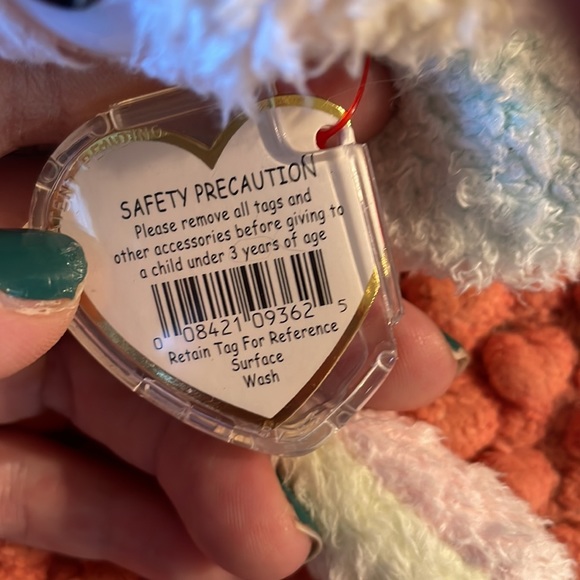 SAFETY PRECAUTION
Please remove all tags and
other accessories before giving to
a child under 3 years of age
0 08421 09362 5
Retain Tag For Reference
Surface
Wash